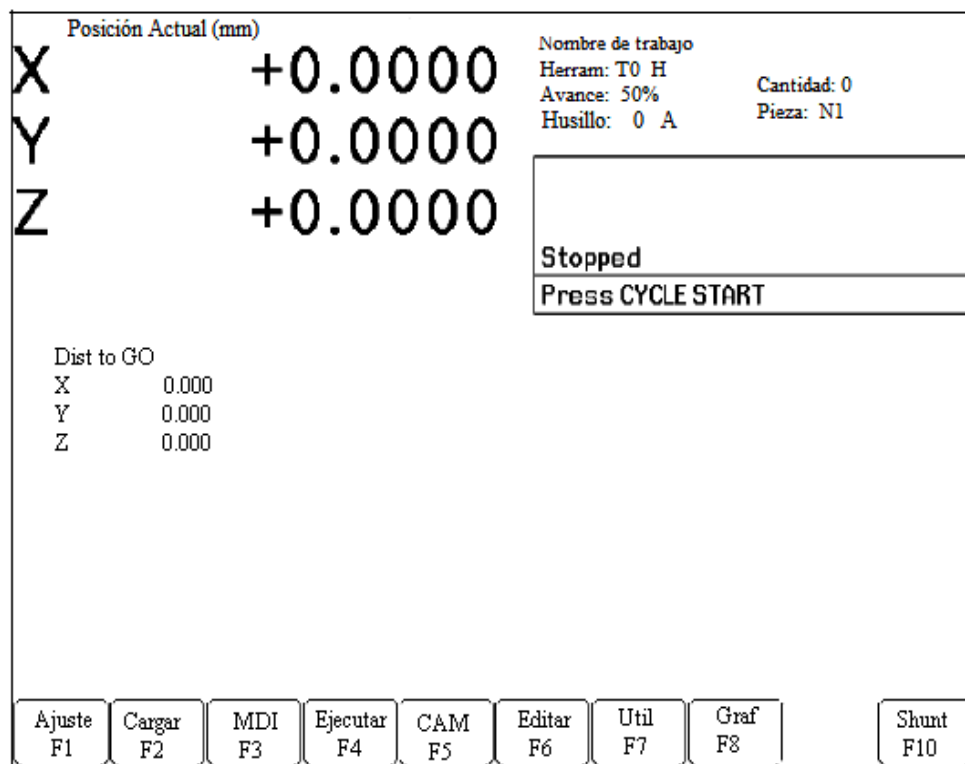 Posición Actual (mm)
X +0.0000
Y +0.0000
Z +0.0000
Nombre de trabajo
Herram: T0 H
Avance: 50%
Husillo: 0 A
Cantidad: 0
Pieza: N1
Stopped
Press CYCLE START
Dist to GO
X 0.000
Y 0.000
Z 0.000
Ajuste F1
Cargar F2
MDI F3
Ejecutar F4
CAM F5
Editar F6
Util F7
Graf F8
Shunt F10